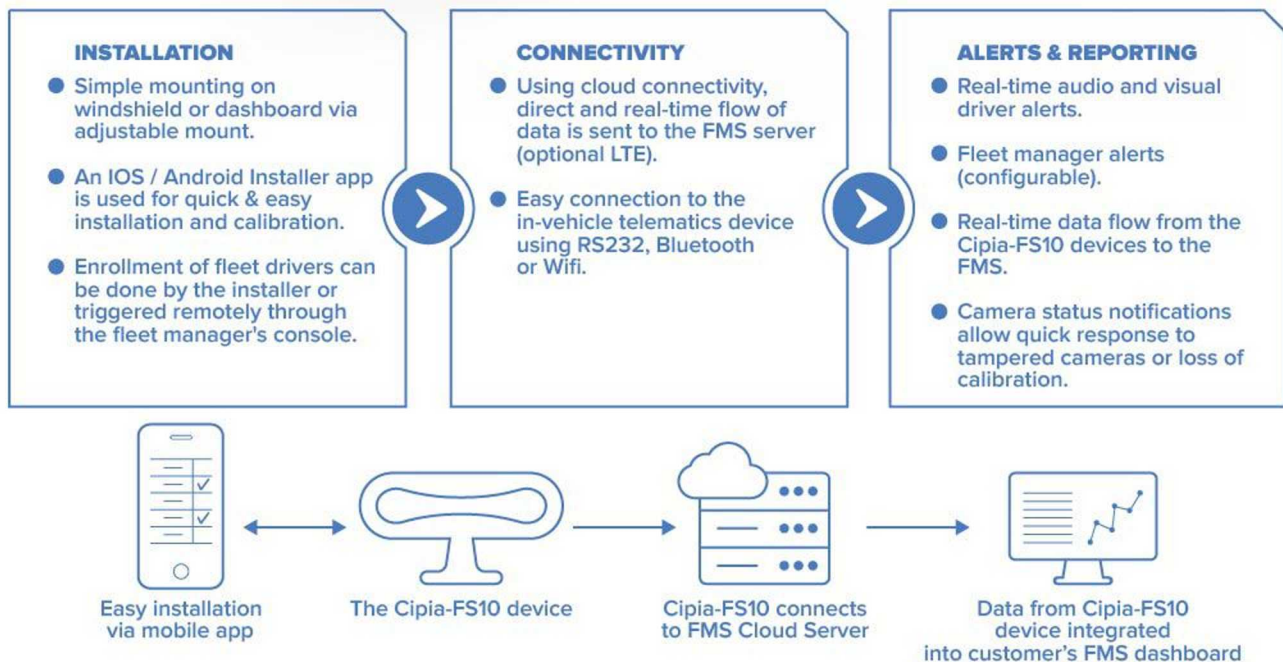 INSTALLATION
Simple mounting on
windshield or dashboard via
adjustable mount.
An IOS / Android Installer app
is used for quick & easy
installation and calibration.
Enrollment of fleet drivers can
be done by the installer or
triggered remotely through
the fleet manager's console.
CONNECTIVITY
Using cloud connectivity,
direct and real-time flow of
data is sent to the FMS server
(optional LTE).
Easy connection to the
in-vehicle telematics device
using RS232, Bluetooth
or Wifi.
ALERTS & REPORTING
Real-time audio and visual
driver alerts.
Fleet manager alerts
(configurable).
Real-time data flow from the
Cipia-FS10 devices to the
FMS.
Camera status notifications
allow quick response to
tampered cameras or loss of
calibration.
Easy installation
via mobile app
The Cipia-FS10 device
Cipia-FS10 connects
to FMS Cloud Server
Data from Cipia-FS10
device integrated
into customer's FMS dashboard